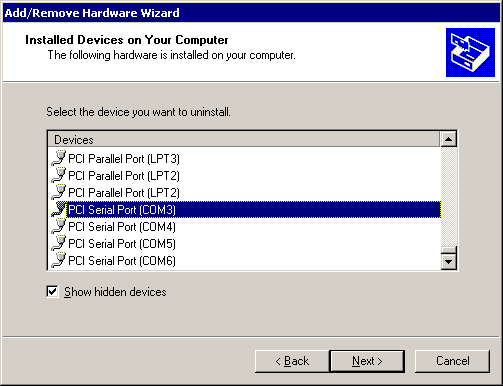 Add/Remove Hardware Wizard
Installed Devices on Your Computer
The following hardware is installed on your computer.
Select the device you want to uninstall.
Devices
PCI Parallel Port (LPT3)
PCI Parallel Port (LPT2)
PCI Parallel Port (LPT2)
PCI Serial Port (COM3)
PCI Serial Port (COM4)
PCI Serial Port (COM5)
PCI Serial Port (COM6)
Show hidden devices
< Back Next > Cancel